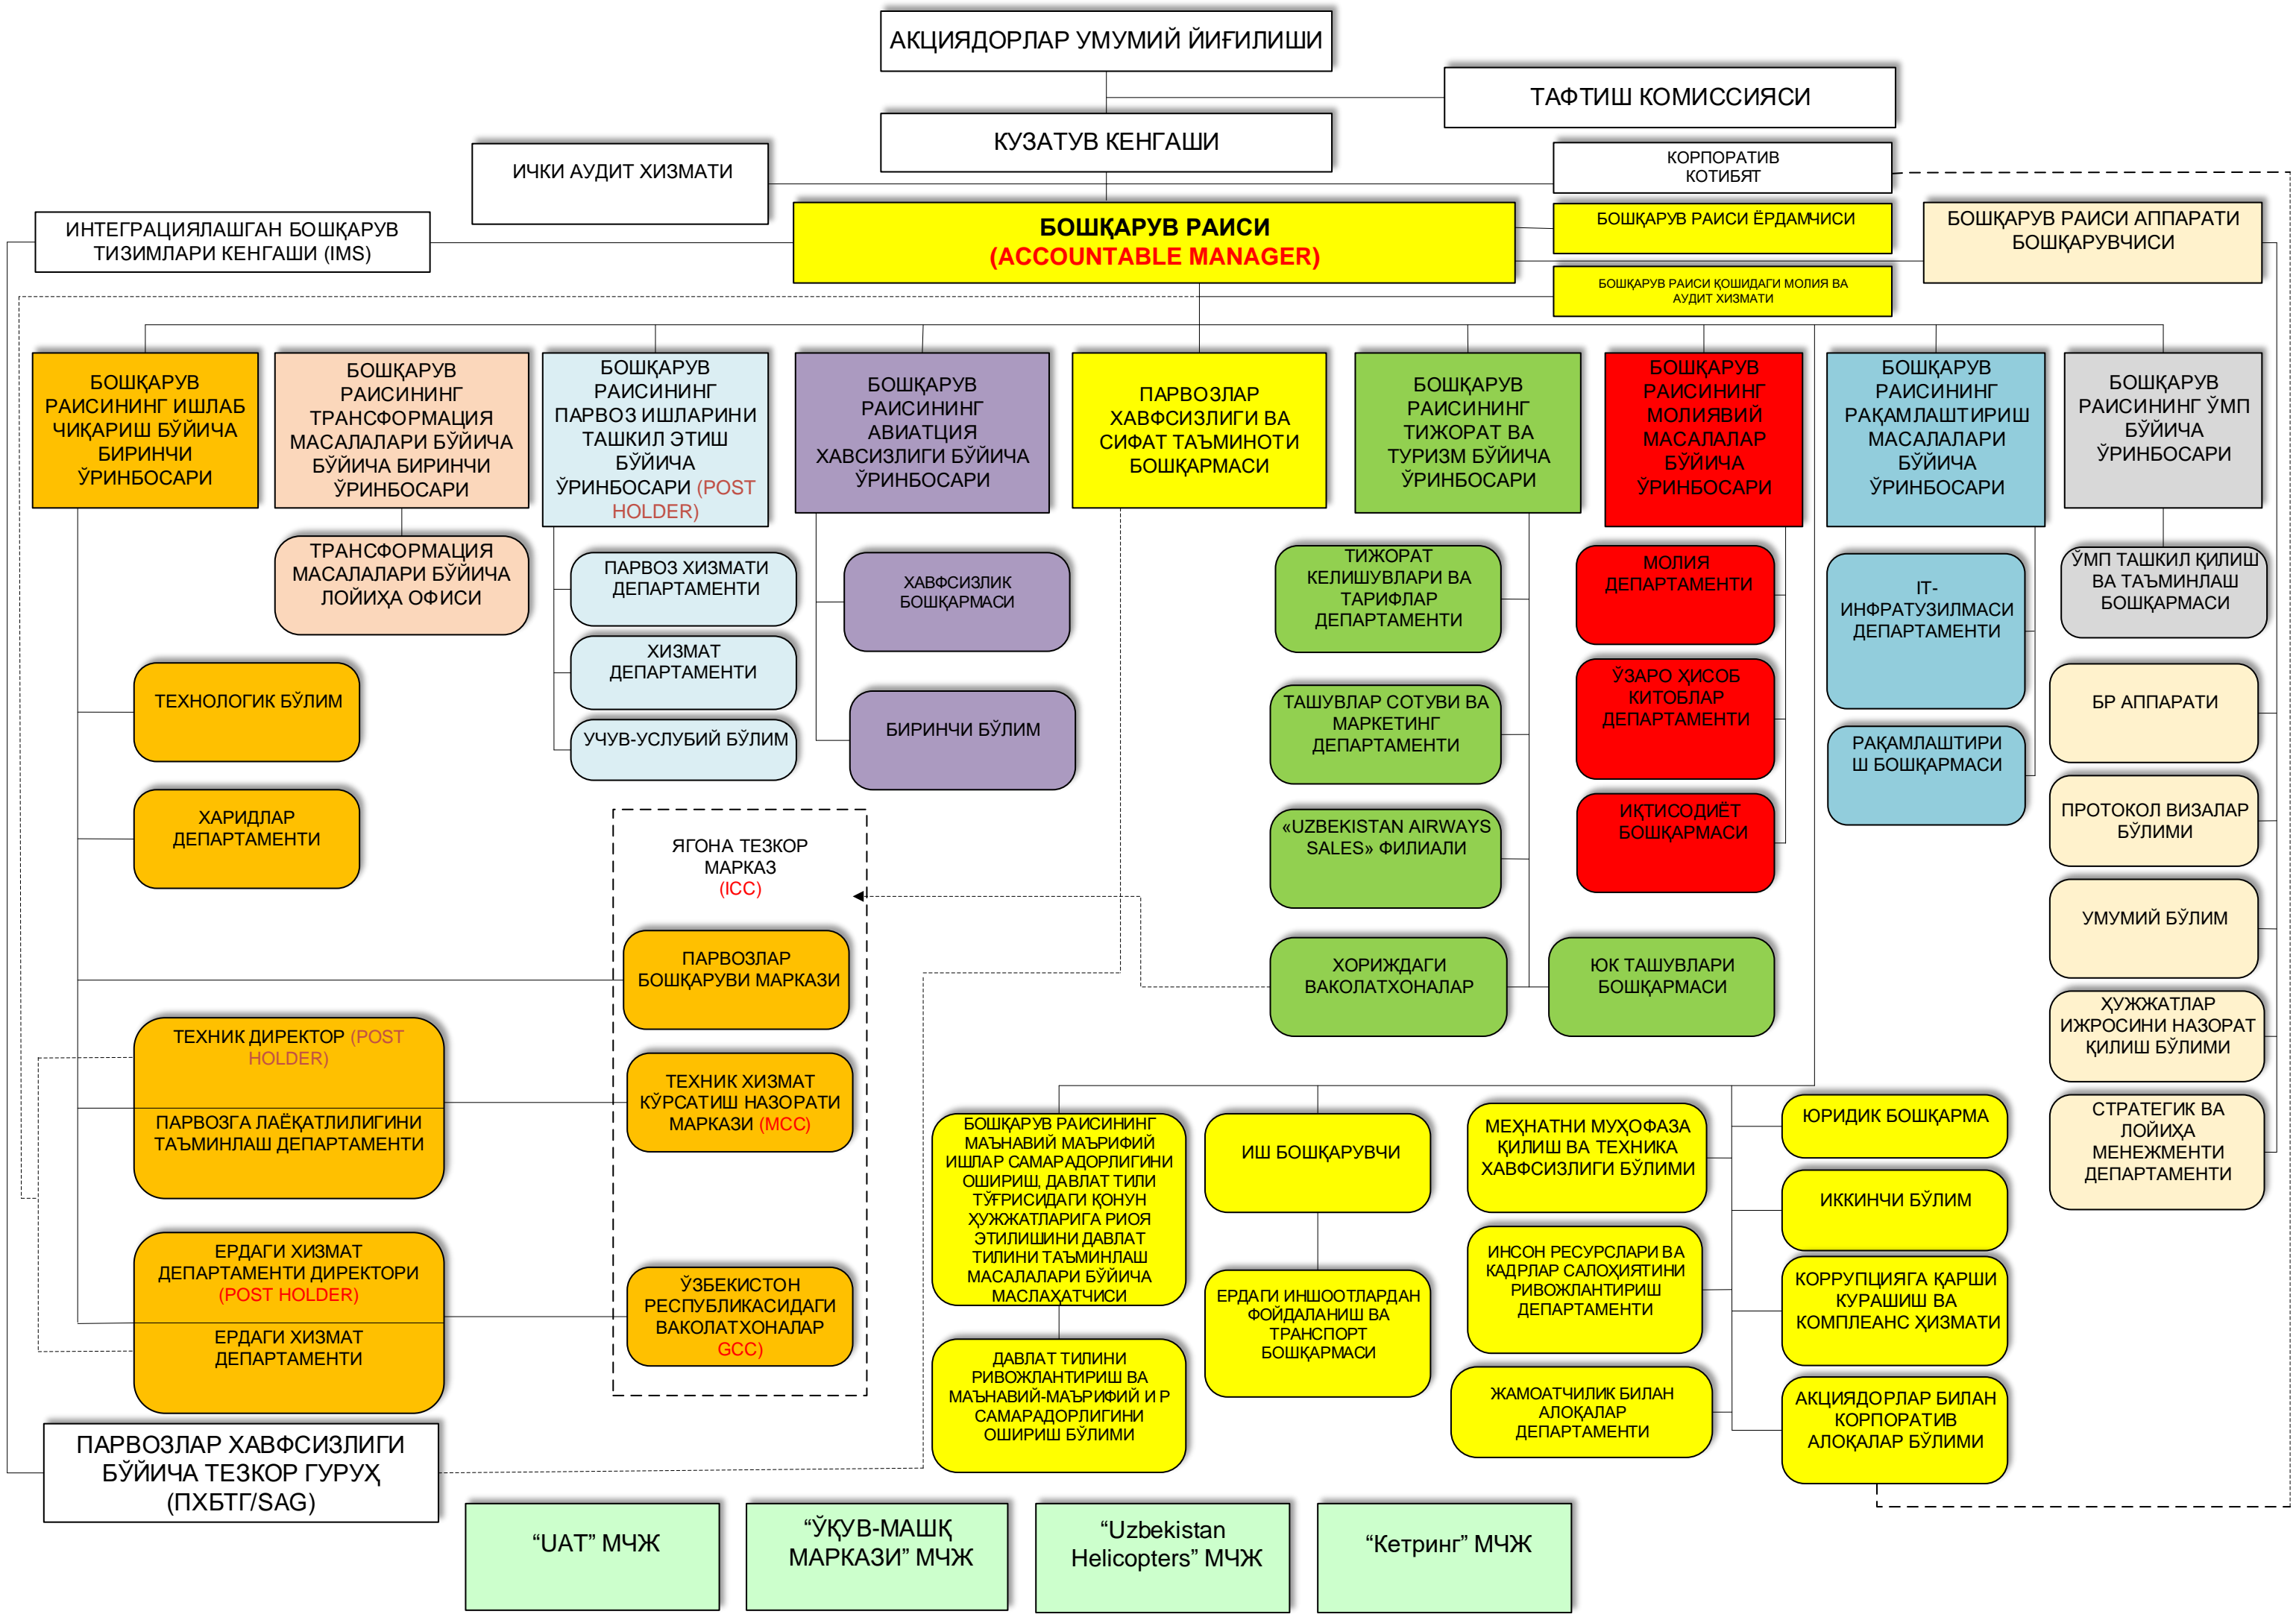 АКЦИЯДОРЛАР УМУМИЙ ЙИҒИЛИШИ
ТАФТИШ КОМИССИЯСИ
КУЗАТУВ КЕНГАШИ
ИЧКИ АУДИТ ХИЗМАТИ
КОРПОРАТИВ
КОТИБЯТ
ИНТЕГРАЦИЯЛАШГАН БОШҚАРУВ
ТИЗИМЛАРИ КЕНГАШИ (IMS)
БОШҚАРУВ РАИСИ
(ACCOUNTABLE MANAGER)
БОШҚАРУВ РАИСИ ЁРДАМЧИСИ
БОШҚАРУВ РАИСИ АППАРАТИ
БОШҚАРУВЧИСИ
БОШҚАРУВ РАИСИ ҚОШИДАГИ МОЛИЯ ВА
АУДИТ ХИЗМАТИ
БОШҚАРУВ
РАИСИНИНГ ИШЛАБ
ЧИҚАРИШ БЎЙИЧА
БИРИНЧИ
ЎРИНБОСАРИ
БОШҚАРУВ
РАИСИНИНГ
ТРАНСФОРМАЦИЯ
МАСАЛАЛАРИ БЎЙИЧА
БЎЙИЧА БИРИНЧИ
ЎРИНБОСАРИ
БОШҚАРУВ
РАИСИНИНГ
ПАРВОЗ ИШЛАРИНИ
ТАШКИЛ ЭТИШ
БЎЙИЧА
ЎРИНБОСАРИ (POST
HOLDER)
БОШҚАРУВ
РАИСИНИНГ
АВИАТЦИЯ
ХАВСИЗЛИГИ БЎЙИЧА
ЎРИНБОСАРИ
ПАРВОЗЛАР
ХАВФСИЗЛИГИ ВА
СИФАТ ТАЪМИНОТИ
БОШҚАРМАСИ
БОШҚАРУВ
РАИСИНИНГ
ТИЖОРАТ ВА
ТУРИЗМ БЎЙИЧА
ЎРИНБОСАРИ
БОШҚАРУВ
РАИСИНИНГ
МОЛИЯВИЙ
МАСАЛАЛАР
БЎЙИЧА
ЎРИНБОСАРИ
БОШҚАРУВ
РАИСИНИНГ
РАҚАМЛАШТИРИШ
МАСАЛАЛАРИ
БЎЙИЧА
ЎРИНБОСАРИ
БОШҚАРУВ
РАИСИНИНГ ЎМП
БЎЙИЧА
ЎРИНБОСАРИ
ТРАНСФОРМАЦИЯ
МАСАЛАЛАРИ БЎЙИЧА
ЛОЙИҲА ОФИСИ
ПАРВОЗ ХИЗМАТИ
ДЕПАРТАМЕНТИ
ХИЗМАТ
ДЕПАРТАМЕНТИ
УЧУВ-УСЛУБИЙ БЎЛИМ
ХАВФСИЗЛИК
БОШҚАРМАСИ
БИРИНЧИ БЎЛИМ
ТИЖОРАТ
КЕЛИШУВЛАРИ ВА
ТАРИФЛАР
ДЕПАРТАМЕНТИ
ТАШУВЛАР СОТУВИ ВА
МАРКЕТИНГ
ДЕПАРТАМЕНТИ
«UZBEKISTAN AIRWAYS
SALES» ФИЛИАЛИ
ХОРИЖДАГИ
ВАКОЛАТХОНАЛАР
ЮК ТАШУВЛАРИ
БОШҚАРМАСИ
МОЛИЯ
ДЕПАРТАМЕНТИ
ЎЗАРО ҲИСОБ
КИТОБЛАР
ДЕПАРТАМЕНТИ
ИҚТИСОДИЁТ
БОШҚАРМАСИ
IT-
ИНФРАТУЗИЛМАСИ
ДЕПАРТАМЕНТИ
РАҚАМЛАШТИРИ
Ш БОШҚАРМАСИ
ЎМП ТАШКИЛ ҚИЛИШ
ВА ТАЪМИНЛАШ
БОШҚАРМАСИ
БР АППАРАТИ
ПРОТОКОЛ ВИЗАЛАР
БЎЛИМИ
УМУМИЙ БЎЛИМ
ҲУЖЖАТЛАР
ИЖРОСИНИ НАЗОРАТ
ҚИЛИШ БЎЛИМИ
СТРАТЕГИК ВА
ЛОЙИҲА
МЕНЕЖМЕНТИ
ДЕПАРТАМЕНТИ
ТЕХНОЛОГИК БЎЛИМ
ХАРИДЛАР
ДЕПАРТАМЕНТИ
ЯГОНА ТЕЗКОР
МАРКАЗ
(ICC)
ПАРВОЗЛАР
БОШҚАРУВИ МАРКАЗИ
ТЕХНИК ДИРЕКТОР (POST
HOLDER)
ПАРВОЗГА ЛАЁҚАТЛИЛИГИНИ
ТАЪМИНЛАШ ДЕПАРТАМЕНТИ
ТЕХНИК ХИЗМАТ
КЎРСАТИШ НАЗОРАТИ
МАРКАЗИ (MCC)
ЕРДАГИ ХИЗМАТ
ДЕПАРТАМЕНТИ ДИРЕКТОРИ
(POST HOLDER)
ЕРДАГИ ХИЗМАТ
ДЕПАРТАМЕНТИ
ЎЗБЕКИСТОН
РЕСПУБЛИКАСИДАГИ
ВАКОЛАТХОНАЛАР
GCC)
БОШҚАРУВ РАИСИНИНГ
МАЪНАВИЙ МАЪРИФИЙ
ИШЛАР САМАРАДОРЛИГИНИ
ОШИРИШ, ДАВЛАТ ТИЛИ
ТЎҒРИСИДАГИ ҚОНУН
ҲУЖЖАТЛАРИГА РИОЯ
ЭТИЛИШИНИ ДАВЛАТ
ТИЛИНИ ТАЪМИНЛАШ
МАСАЛАЛАРИ БЎЙИЧА
МАСЛАҲАТЧИСИ
ДАВЛАТ ТИЛИНИ
РИВОЖЛАНТИРИШ ВА
МАЪНАВИЙ-МАЪРИФИЙ И Р
САМАРАДОРЛИГИНИ
ОШИРИШ БЎЛИМИ
ИШ БОШҚАРУВЧИ
ЕРДАГИ ИНШООТЛАРДАН
ФОЙДАЛАНИШ ВА
ТРАНСПОРТ
БОШҚАРМАСИ
МЕҲНАТНИ МУҲОФАЗА
ҚИЛИШ ВА ТЕХНИКА
ХАВФСИЗЛИГИ БЎЛИМИ
ИНСОН РЕСУРСЛАРИ ВА
КАДРЛАР САЛОҲИЯТИНИ
РИВОЖЛАНТИРИШ
ДЕПАРТАМЕНТИ
ЖАМОАТЧИЛИК БИЛАН
АЛОҚАЛАР
ДЕПАРТАМЕНТИ
ЮРИДИК БОШҚАРМА
ИККИНЧИ БЎЛИМ
КОРРУПЦИЯГА ҚАРШИ
КУРАШИШ ВА
КОМПЛЕАНС ҲИЗМАТИ
АКЦИЯДОРЛАР БИЛАН
КОРПОРАТИВ
АЛОҚАЛАР БЎЛИМИ
ПАРВОЗЛАР ХАВФСИЗЛИГИ
БЎЙИЧА ТЕЗКОР ГУРУҲ
(ПХБТГ/SAG)
“UAT” МЧЖ
“ЎҚУВ-МАШҚ
МАРКАЗИ” МЧЖ
“Uzbekistan
Helicopters” МЧЖ
“Кетринг” МЧЖ